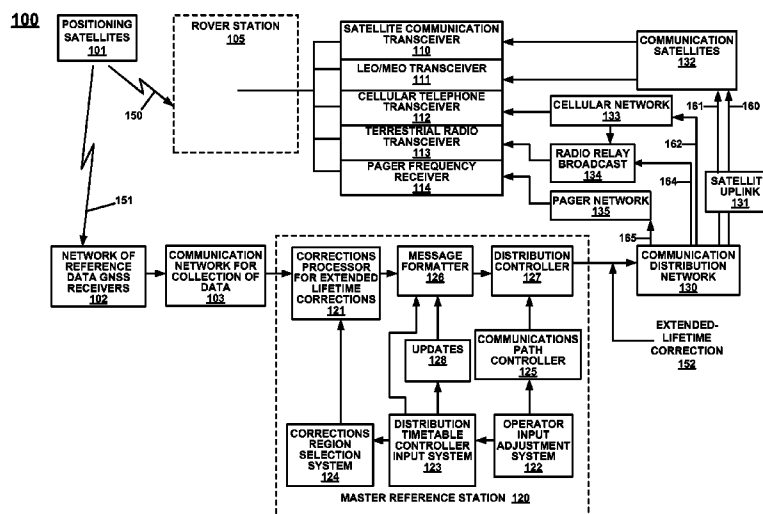 100
POSITIONING
SATELLITES
101
ROVER STATION
105
150
151
SATELLITE COMMUNICATION
TRANSCEIVER
110
LEO/MEO TRANSCEIVER
111
CELLULAR TELEPHONE
TRANSCEIVER
112
TERRESTRIAL RADIO
TRANSCEIVER
113
PAGER FREQUENCY
RECEIVER
114
COMMUNICATION
SATELLITES
132
161
160
CELLULAR NETWORK
133
162
RADIO RELAY
BROADCAST
134
164
SATELLITE
UPLINK
131
PAGER NETWORK
135
165
NETWORK OF
REFERENCE
DATA GNSS
RECEIVERS
102
COMMUNICATION
NETWORK FOR
COLLECTION OF
DATA
103
CORRECTIONS
PROCESSOR
FOR EXTENDED
LIFETIME
CORRECTIONS
121
MESSAGE
FORMATTER
126
DISTRIBUTION
CONTROLLER
127
COMMUNICATION
DISTRIBUTION
NETWORK
130
UPDATES
128
COMMUNICATIONS
PATH
CONTROLLER
125
EXTENDED-
LIFETIME
CORRECTION
152
CORRECTIONS
REGION
SELECTION
SYSTEM
124
DISTRIBUTION
TIMETABLE
CONTROLLER
INPUT SYSTEM
123
OPERATOR
INPUT
ADJUSTMENT
SYSTEM
122
MASTER REFERENCE STATION 120